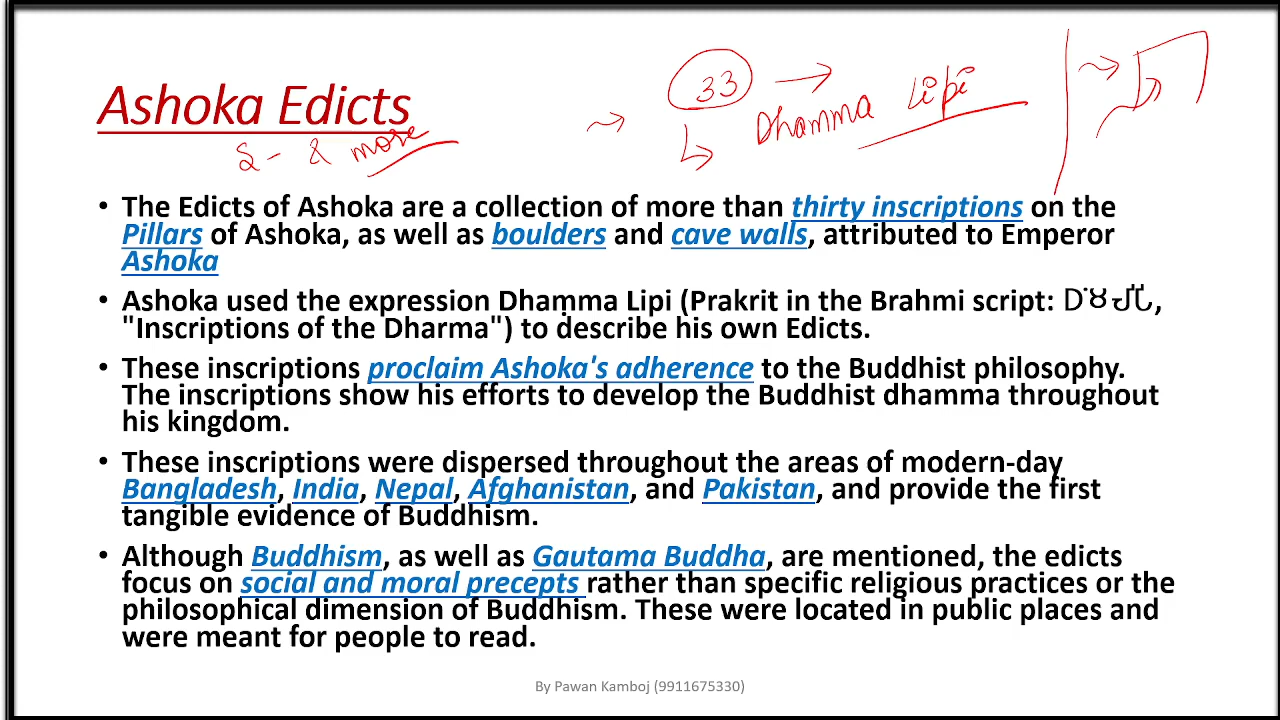 33
Dhamma Lipi
Ashoka Edicts
& more
• The Edicts of Ashoka are a collection of more than thirty inscriptions on the
Pillars of Ashoka, as well as boulders and cave walls, attributed to Emperor
Ashoka
• Ashoka used the expression Dhaṃma Lipi (Prakrit in the Brahmi script: 𑀥𑀁𑀫𑀮𑀺𑀧𑀺,
"Inscriptions of the Dharma") to describe his own Edicts.
• These inscriptions proclaim Ashoka's adherence to the Buddhist philosophy.
The inscriptions show his efforts to develop the Buddhist dhamma throughout
his kingdom.
• These inscriptions were dispersed throughout the areas of modern-day
Bangladesh, India, Nepal, Afghanistan, and Pakistan, and provide the first
tangible evidence of Buddhism.
• Although Buddhism, as well as Gautama Buddha, are mentioned, the edicts
focus on social and moral precepts rather than specific religious practices or the
philosophical dimension of Buddhism. These were located in public places and
were meant for people to read.
By Pawan Kamboj (9911675330)